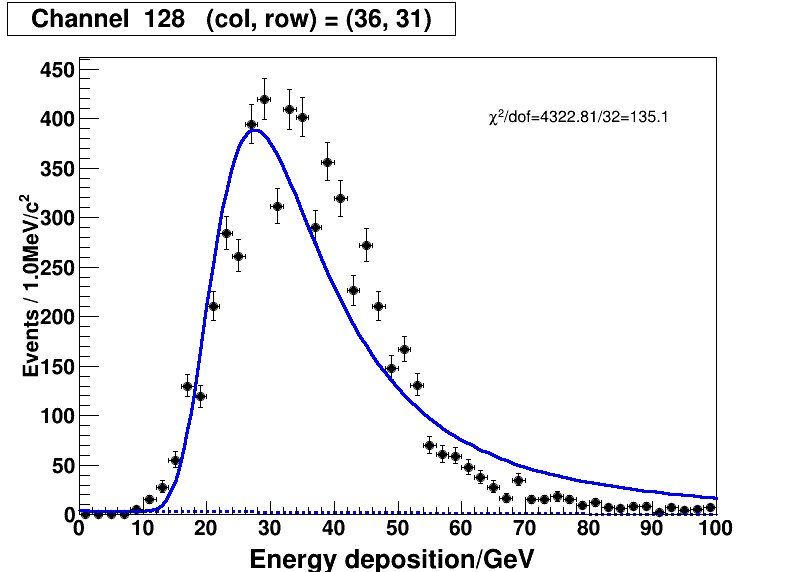 Channel 128 (col, row) = (36, 31)
χ²/dof=4322.81/32=135.1
Events / 1.0MeV/c²
450
400
350
300
250
200
150
100
50
0
0 10 20 30 40 50 60 70 80 90 100
Energy deposition/GeV